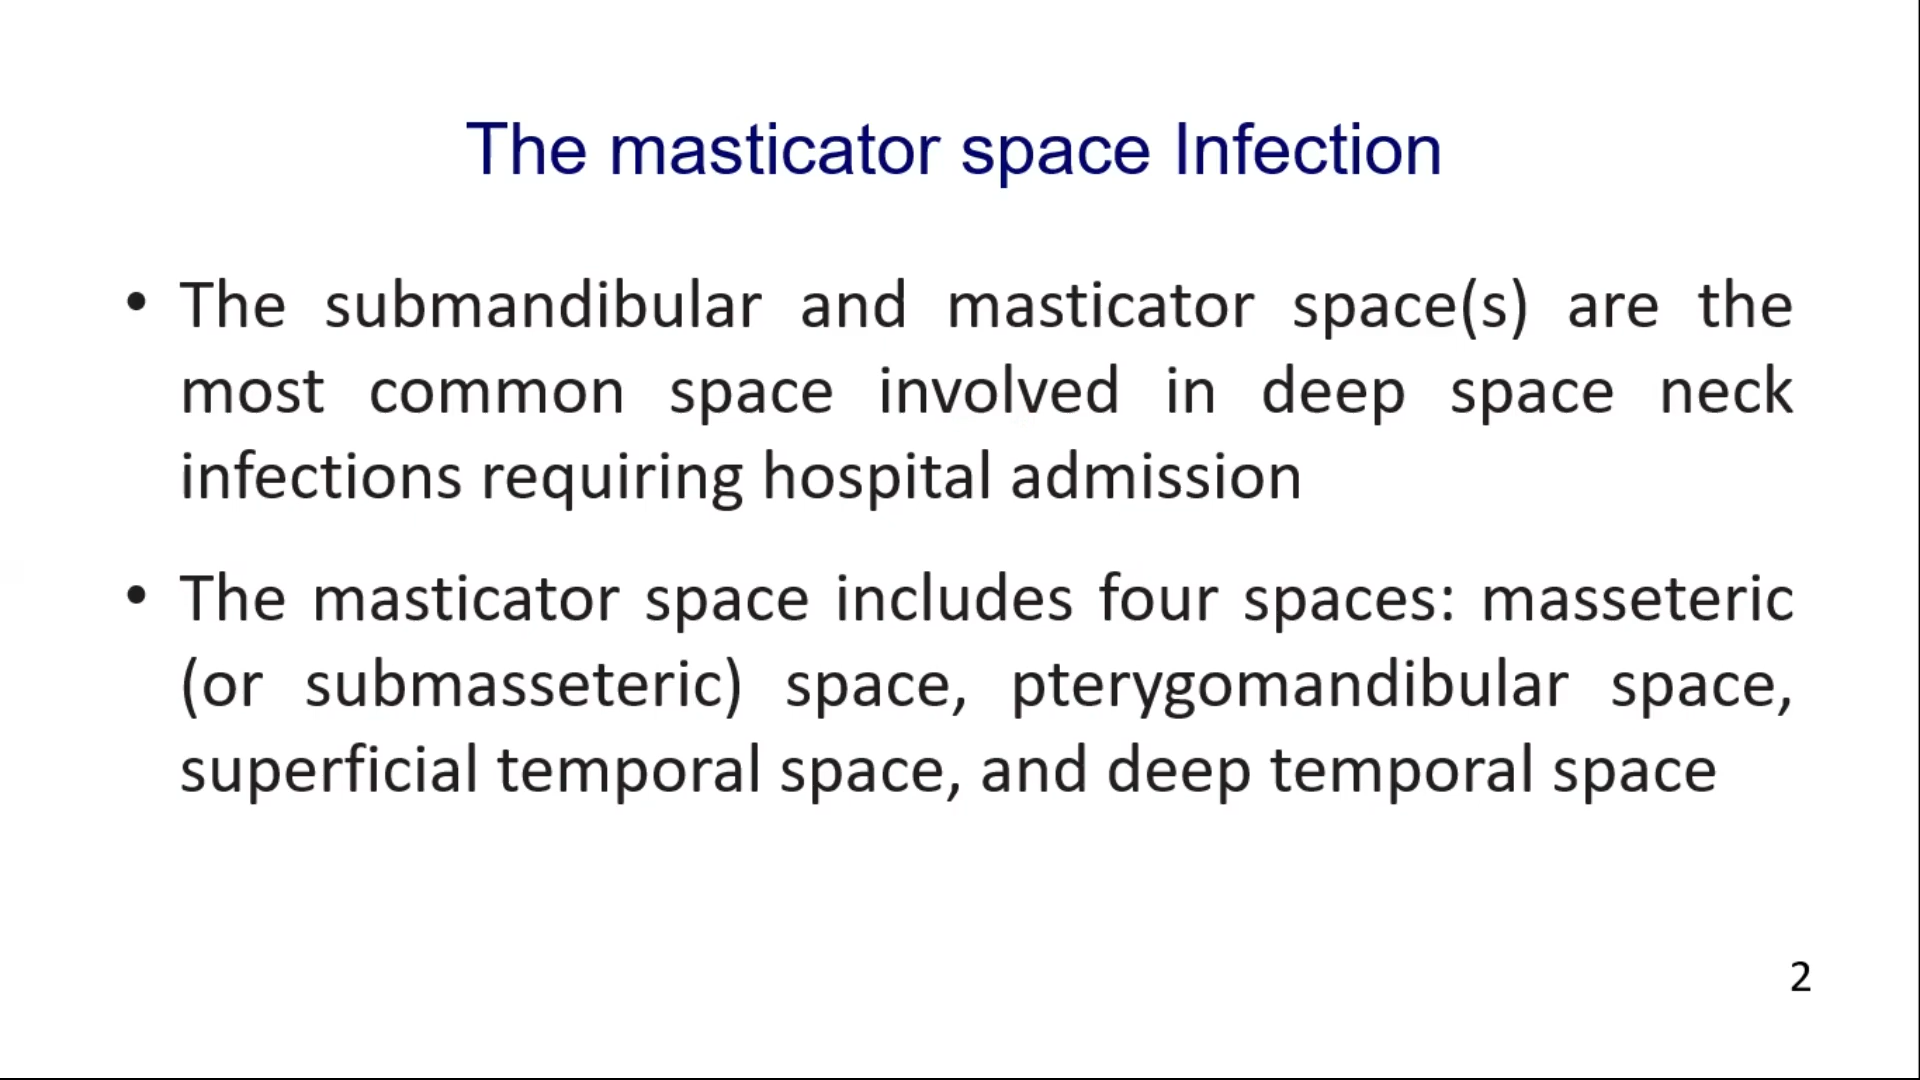 The masticator space Infection
• The submandibular and masticator space(s) are the
most common space involved in deep space neck
infections requiring hospital admission
• The masticator space includes four spaces: masseteric
(or submasseteric) space, pterygomandibular space,
superficial temporal space, and deep temporal space
2